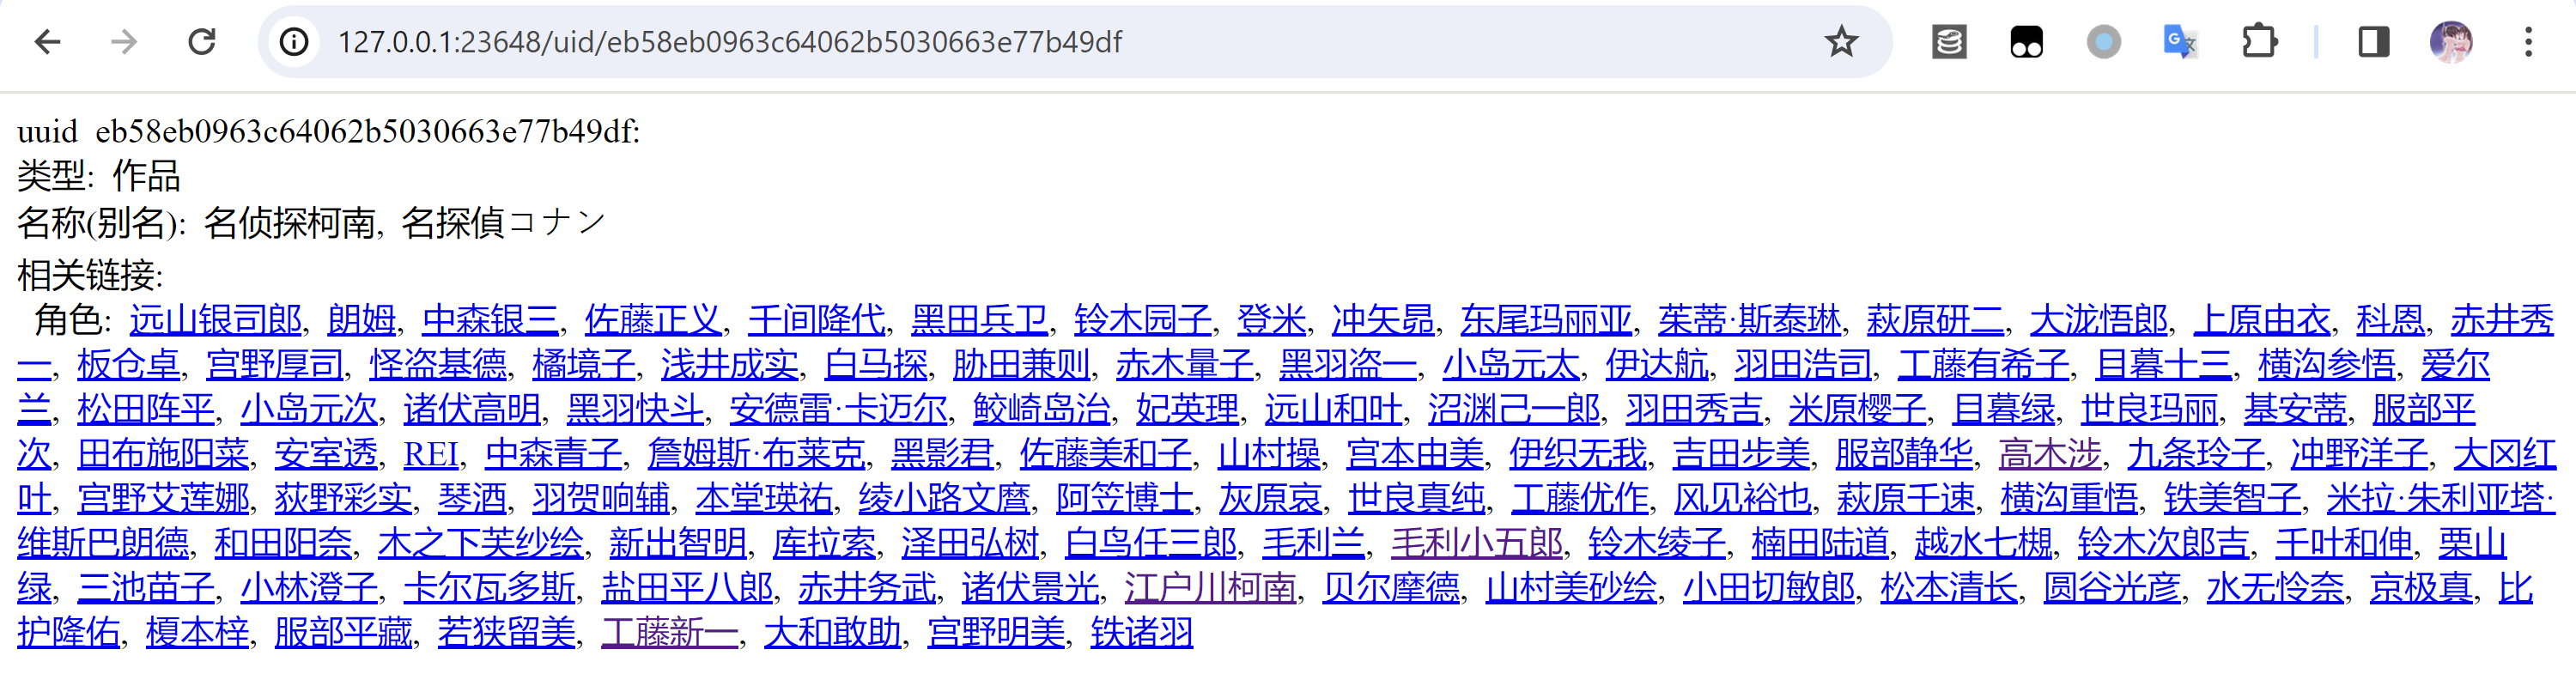 127.0.0.1:23648/uid/eb58eb0963c64062b5030663e77b49df
uuid eb58eb0963c64062b5030663e77b49df:
类型: 作品
名称(别名): 名侦探柯南, 名探偵コナン
相关链接:
角色: 远山银司郎, 朗姆, 中森银三, 佐藤正义, 千间降代, 黑田兵卫, 铃木园子, 登米, 冲矢昴, 东尾玛丽亚, 茱蒂·斯泰琳, 萩原研二, 大泷悟郎, 上原由衣, 科恩, 赤井秀
一, 板仓卓, 宫野厚司, 怪盗基德, 橘境子, 浅井成实, 白马探, 胁田兼则, 赤木量子, 黑羽盗一, 小岛元太, 伊达航, 羽田浩司, 工藤有希子, 目暮十三, 横沟参悟, 爱尔
兰, 松田阵平, 小岛元次, 诸伏高明, 黑羽快斗, 安德雷·卡迈尔, 鲛崎岛治, 妃英理, 远山和叶, 沼渊己一郎, 羽田秀吉, 米原樱子, 目暮绿, 世良玛丽, 基安蒂, 服部平
次, 田布施阳菜, 安室透, REI, 中森青子, 詹姆斯·布莱克, 黑影君, 佐藤美和子, 山村操, 宫本由美, 伊织无我, 吉田步美, 服部静华, 高木涉, 九条玲子, 冲野洋子, 大冈红
叶, 宫野艾莲娜, 荻野彩实, 琴酒, 羽贺响辅, 本堂瑛祐, 绫小路文麿, 阿笠博士, 灰原哀, 世良真纯, 工藤优作, 风见裕也, 萩原千速, 横沟重悟, 铁美智子, 米拉·朱利亚塔·
维斯巴朗德, 和田阳奈, 木之下芙纱绘, 新出智明, 库拉索, 泽田弘树, 白鸟任三郎, 毛利兰, 毛利小五郎, 铃木绫子, 楠田陆道, 越水七槻, 铃木次郎吉, 千叶和伸, 栗山
绿, 三池苗子, 小林澄子, 卡尔瓦多斯, 盐田平八郎, 赤井务武, 诸伏景光, 江户川柯南, 贝尔摩德, 山村美砂绘, 小田切敏郎, 松本清长, 圆谷光彦, 水无怜奈, 京极真, 比
护隆佑, 榎本梓, 服部平藏, 若狭留美, 工藤新一, 大和敢助, 宫野明美, 铁诸羽